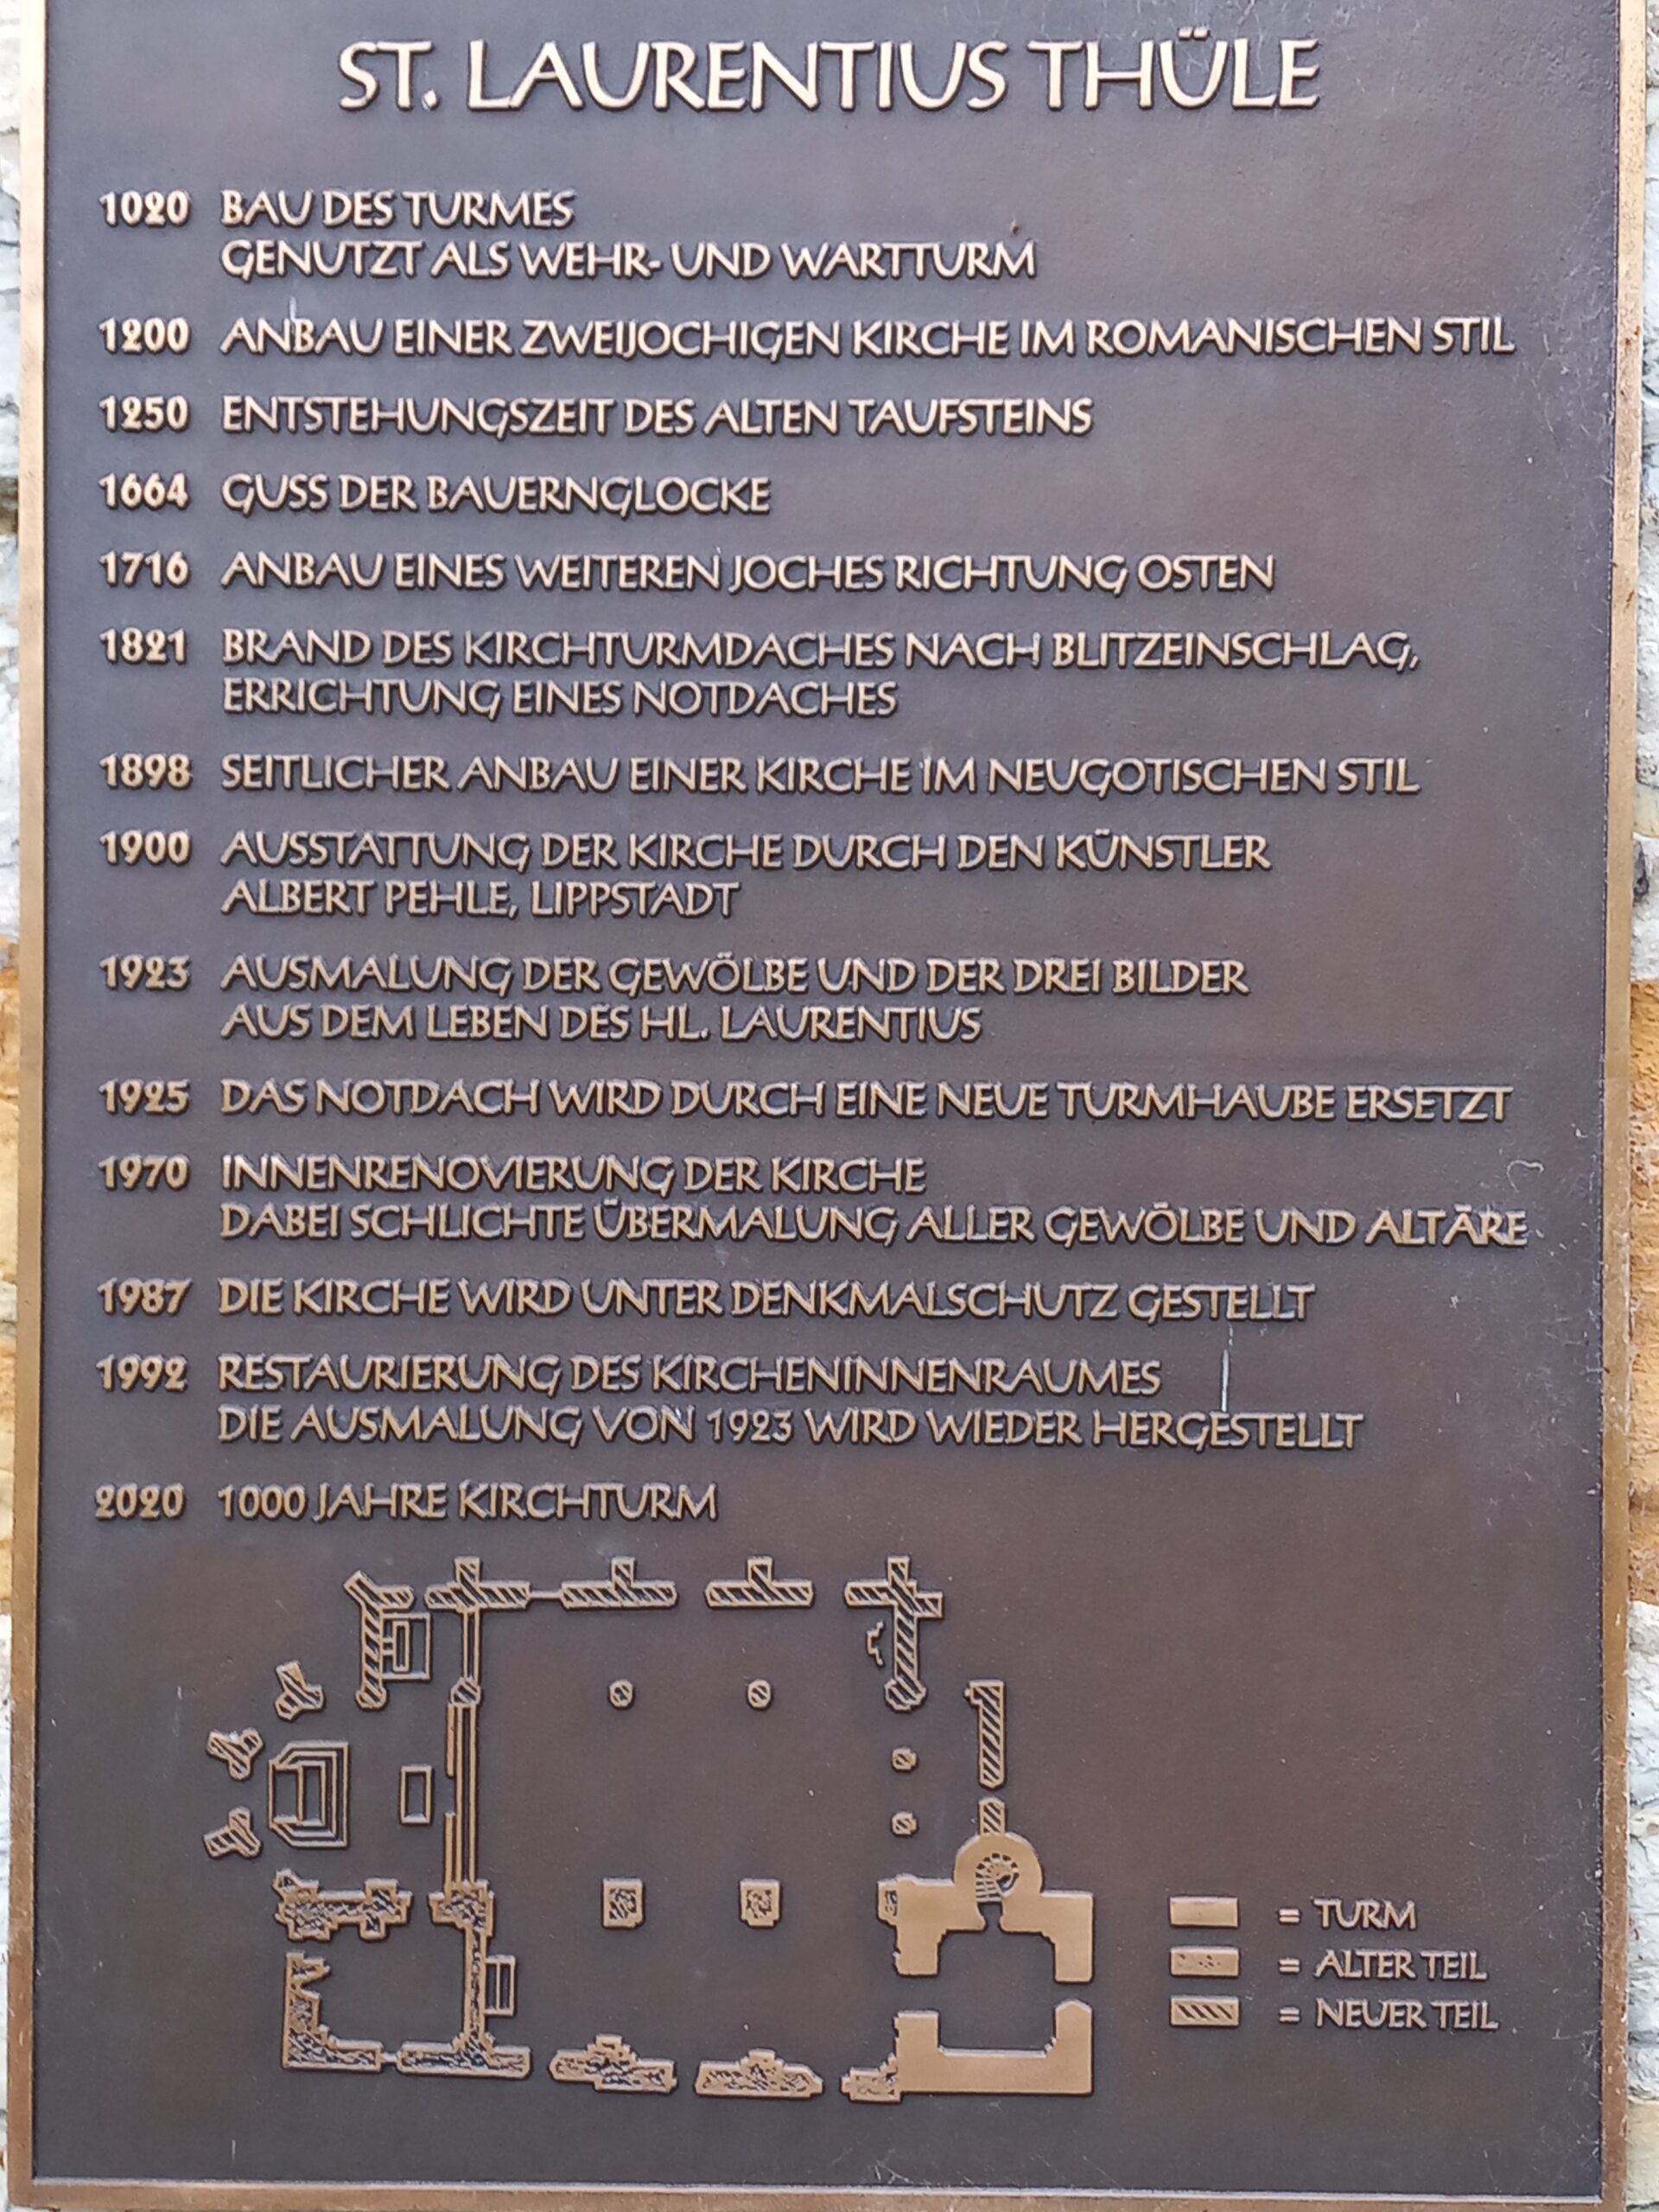 ST. LAURENTIUS THÜLE
1020 BAU DES TURMES
GENUTZT ALS WEHR- UND WARTTURM
1200 ANBAU EINER ZWEIJOCHIGEN KIRCHE IM ROMANISCHEN STIL
1250 ENTSTEHUNGSZEIT DES ALTEN TAUFSTEINS
1664 GUSS DER BAUERNGLOCKE
1716 ANBAU EINES WEITEREN JOCHES RICHTUNG OSTEN
1821 BRAND DES KIRCHTURMDACHES NACH BLITZEINSCHLAG,
ERRICHTUNG EINES NOTDACHES
1898 SEITLICHER ANBAU EINER KIRCHE IM NEUGOTISCHEN STIL
1900 AUSSTATTUNG DER KIRCHE DURCH DEN KÜNSTLER
ALBERT PEHLE, LIPPSTADT
1923 AUSMALUNG DER GEWÖLBE UND DER DREI BILDER
AUS DEM LEBEN DES HL. LAURENTIUS
1925 DAS NOTDACH WIRD DURCH EINE NEUE TURMHAUBE ERSETZT
1970 INNENRENOVIERUNG DER KIRCHE
DABEI SCHLICHTE ÜBERMALUNG ALLER GEWÖLBE UND ALTÄRE
1987 DIE KIRCHE WIRD UNTER DENKMALSCHUTZ GESTELLT
1992 RESTAURIERUNG DES KIRCHENINNENRAUMES
DIE AUSMALUNG VON 1923 WIRD WIEDER HERGESTELLT
2020 1000 JAHRE KIRCHTURM
= TURM
= ALTER TEIL
= NEUER TEIL